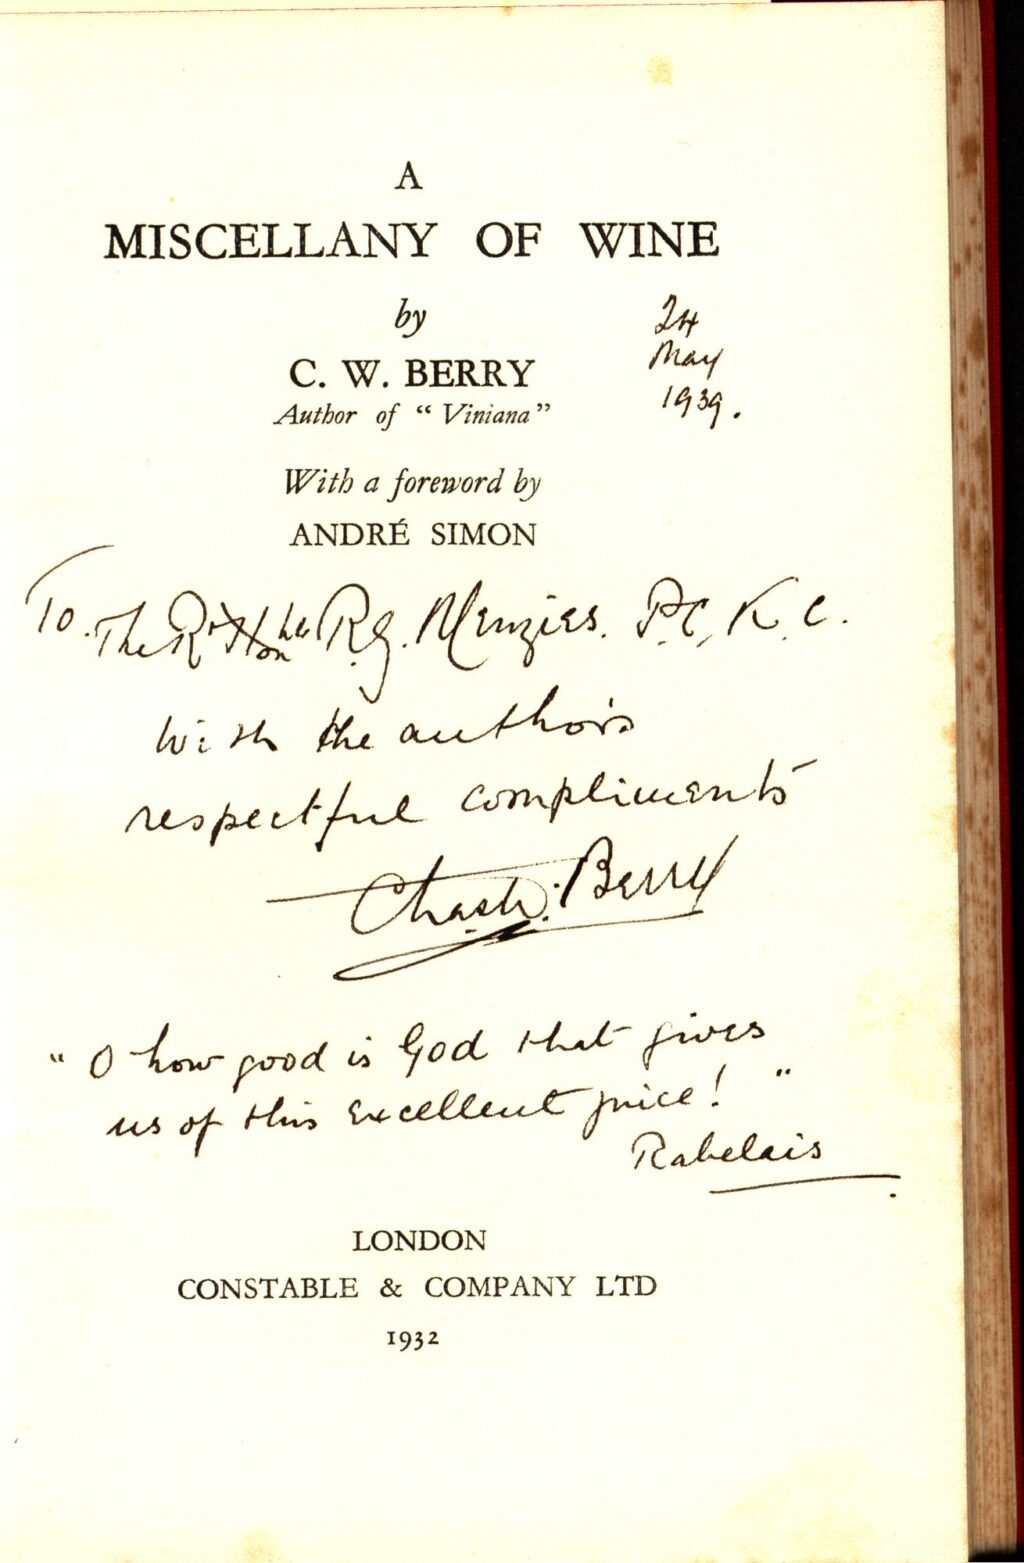 A
MISCELLANY OF WINE
by
C. W. BERRY
Author of “Viniana”
24
May
1939.
With a foreword by
ANDRÉ SIMON
To. The Rt Honble R.G. Menzies. P.C, K.C.
With the author's
respectful compliments
Chas W. Berry
“O how good is God that gives
us of this excellent juice!”
Rabelais
LONDON
CONSTABLE & COMPANY LTD
1932